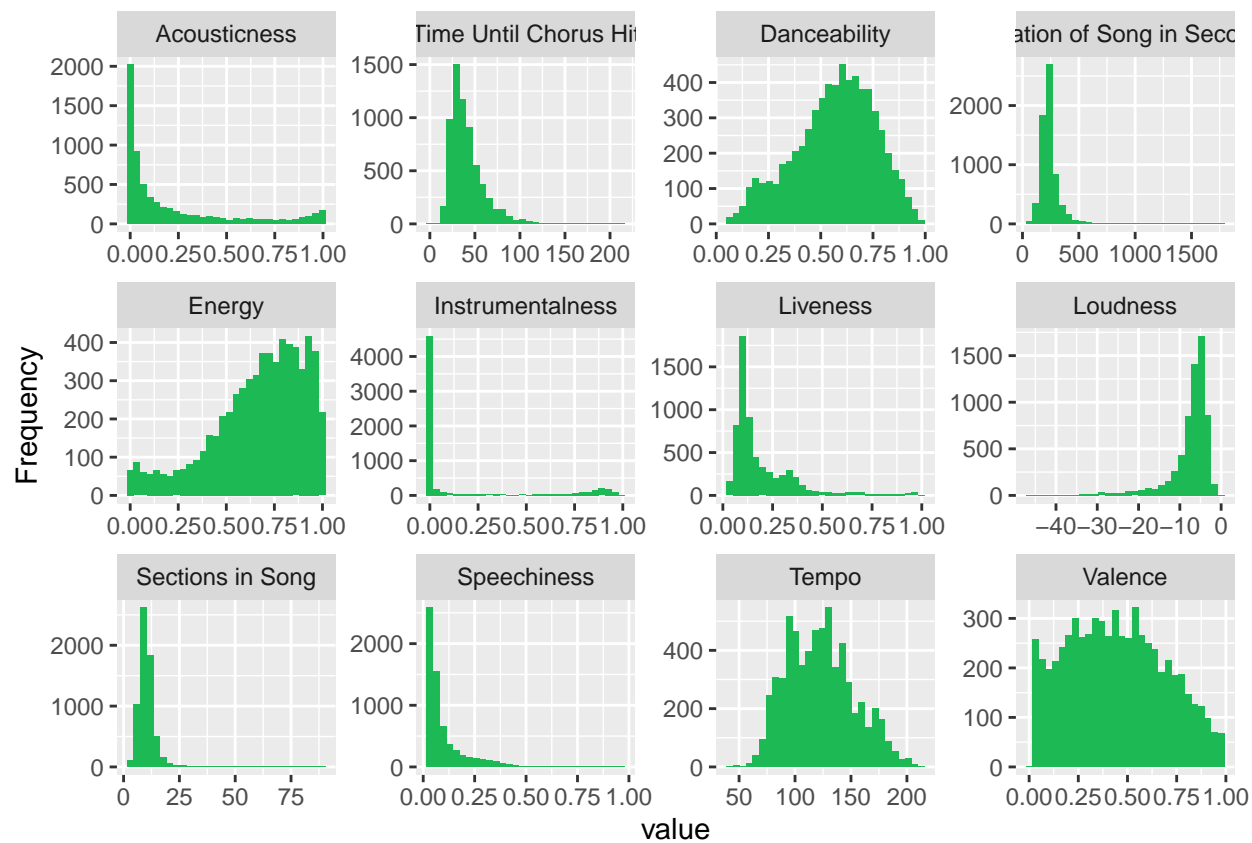 Acousticness
Time Until Chorus Hit
Danceability
ation of Song in Seco
2000
1500
1000
500
0
0.00 0.25 0.50 0.75 1.00
1500
1000
500
0
0 50 100 150 200
400
300
200
100
0
0.00 0.25 0.50 0.75 1.00
2000
1000
0
0 500 1000 1500
Energy
Instrumentalness
Liveness
Loudness
400
300
200
100
0
0.00 0.25 0.50 0.75 1.00
4000
3000
2000
1000
0
0.00 0.25 0.50 0.75 1.00
1500
1000
500
0
0.00 0.25 0.50 0.75 1.00
1500
1000
500
0
−40 −30 −20 −10 0
Sections in Song
Speechiness
Tempo
Valence
2000
1000
0
0 25 50 75
2000
1000
0
0.00 0.25 0.50 0.75 1.00
400
200
0
50 100 150 200
300
200
100
0
0.00 0.25 0.50 0.75 1.00
Frequency
value